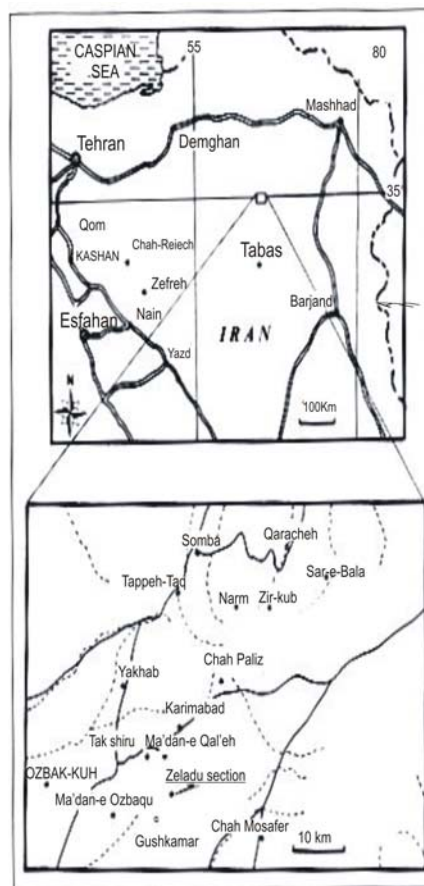 CASPIAN
SEA
55
80
Mashhad
Demghan
Tehran
35
Qom
KASHAN
Chah-Reiech
Tabas
Zefreh
Nain
Barjand
Esfahan
IRAN
Yazd
N
100Km
Somba
Qaracheh
Sar-e-Bala
Tappeh-Taq
Narm
Zir-kub
Chah Paliz
Yakhab
Karimabad
Tak shiru
Ma'dan-e Qal'eh
OZBAK-KUH
Zeladu section
Ma'dan-e Ozbaqu
Gushkamar
Chah Mosafer
10 km